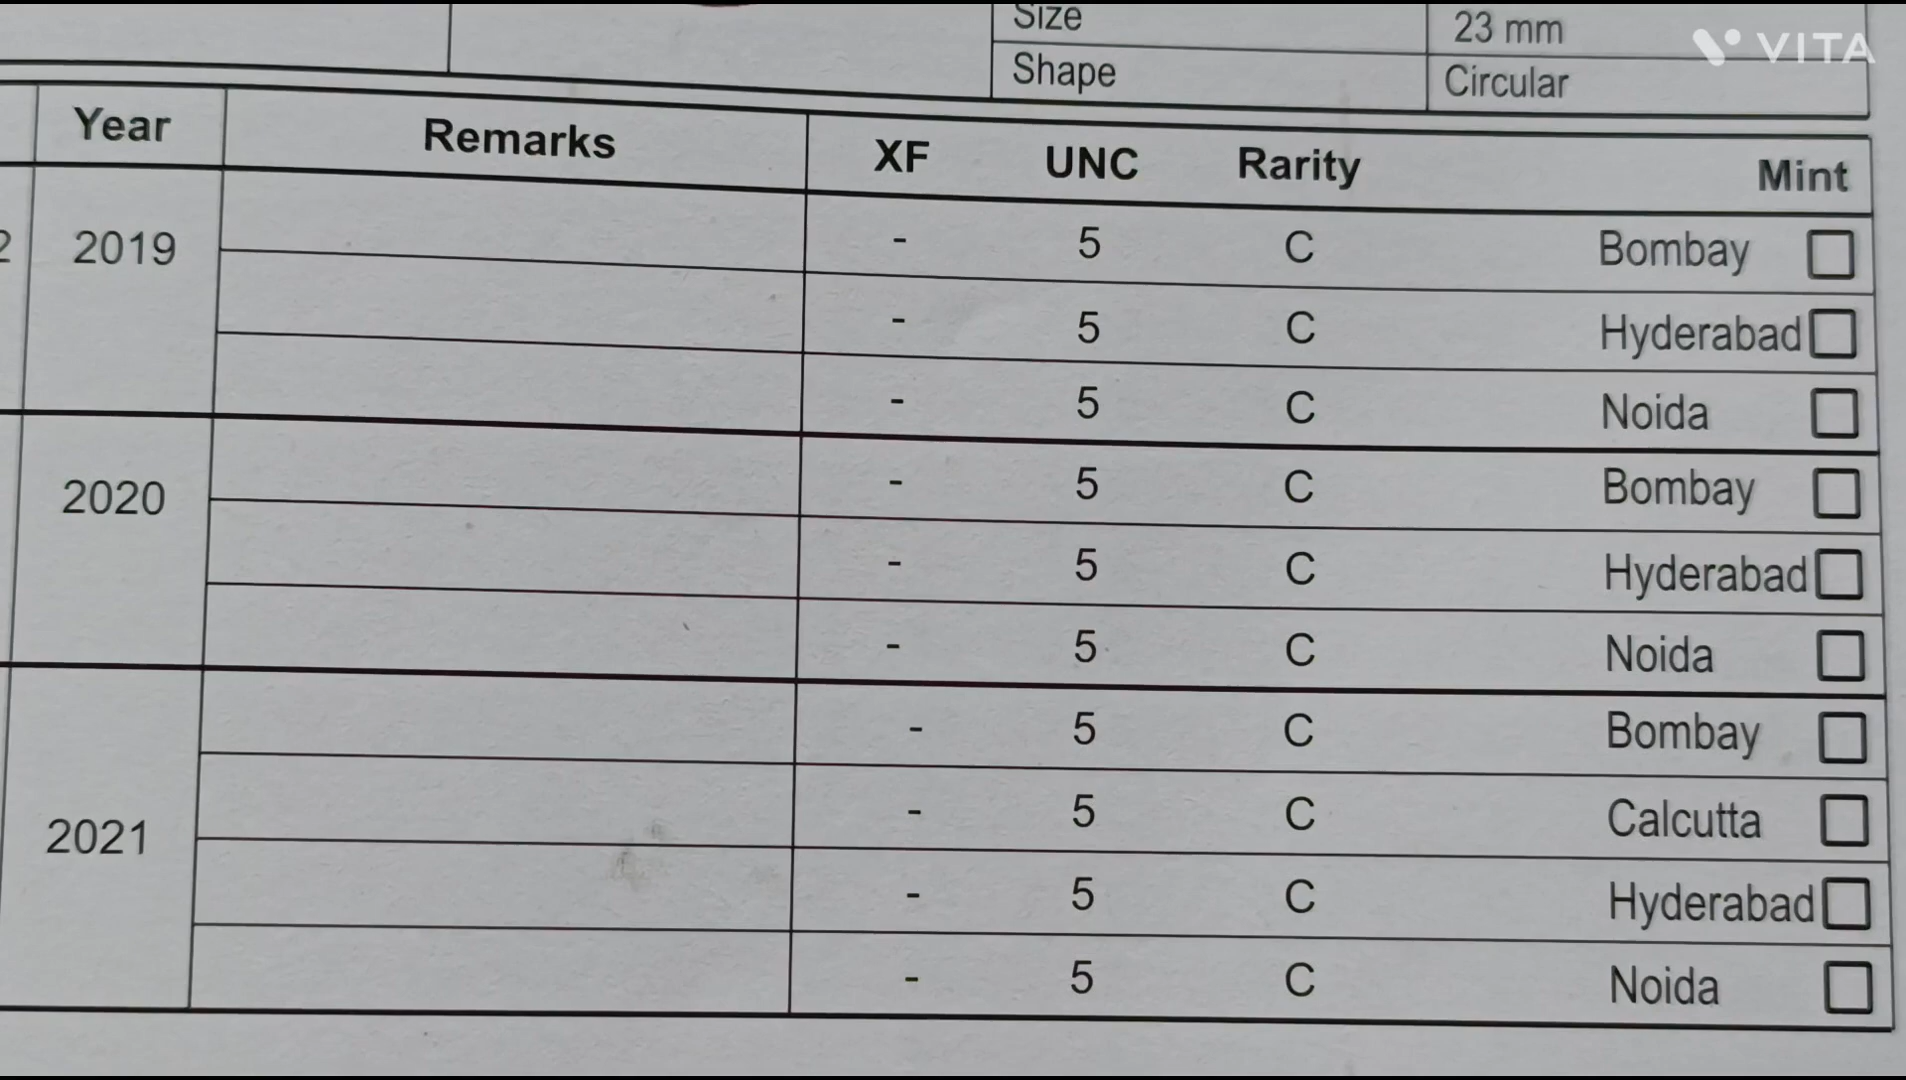 Size 23 mm
VITA
Shape Circular
Year Remarks XF UNC Rarity Mint
2 2019 - 5 C Bombay
- 5 C Hyderabad
- 5 C Noida
2020 - 5 C Bombay
- 5 C Hyderabad
- 5 C Noida
2021 - 5 C Bombay
- 5 C Calcutta
- 5 C Hyderabad
- 5 C Noida